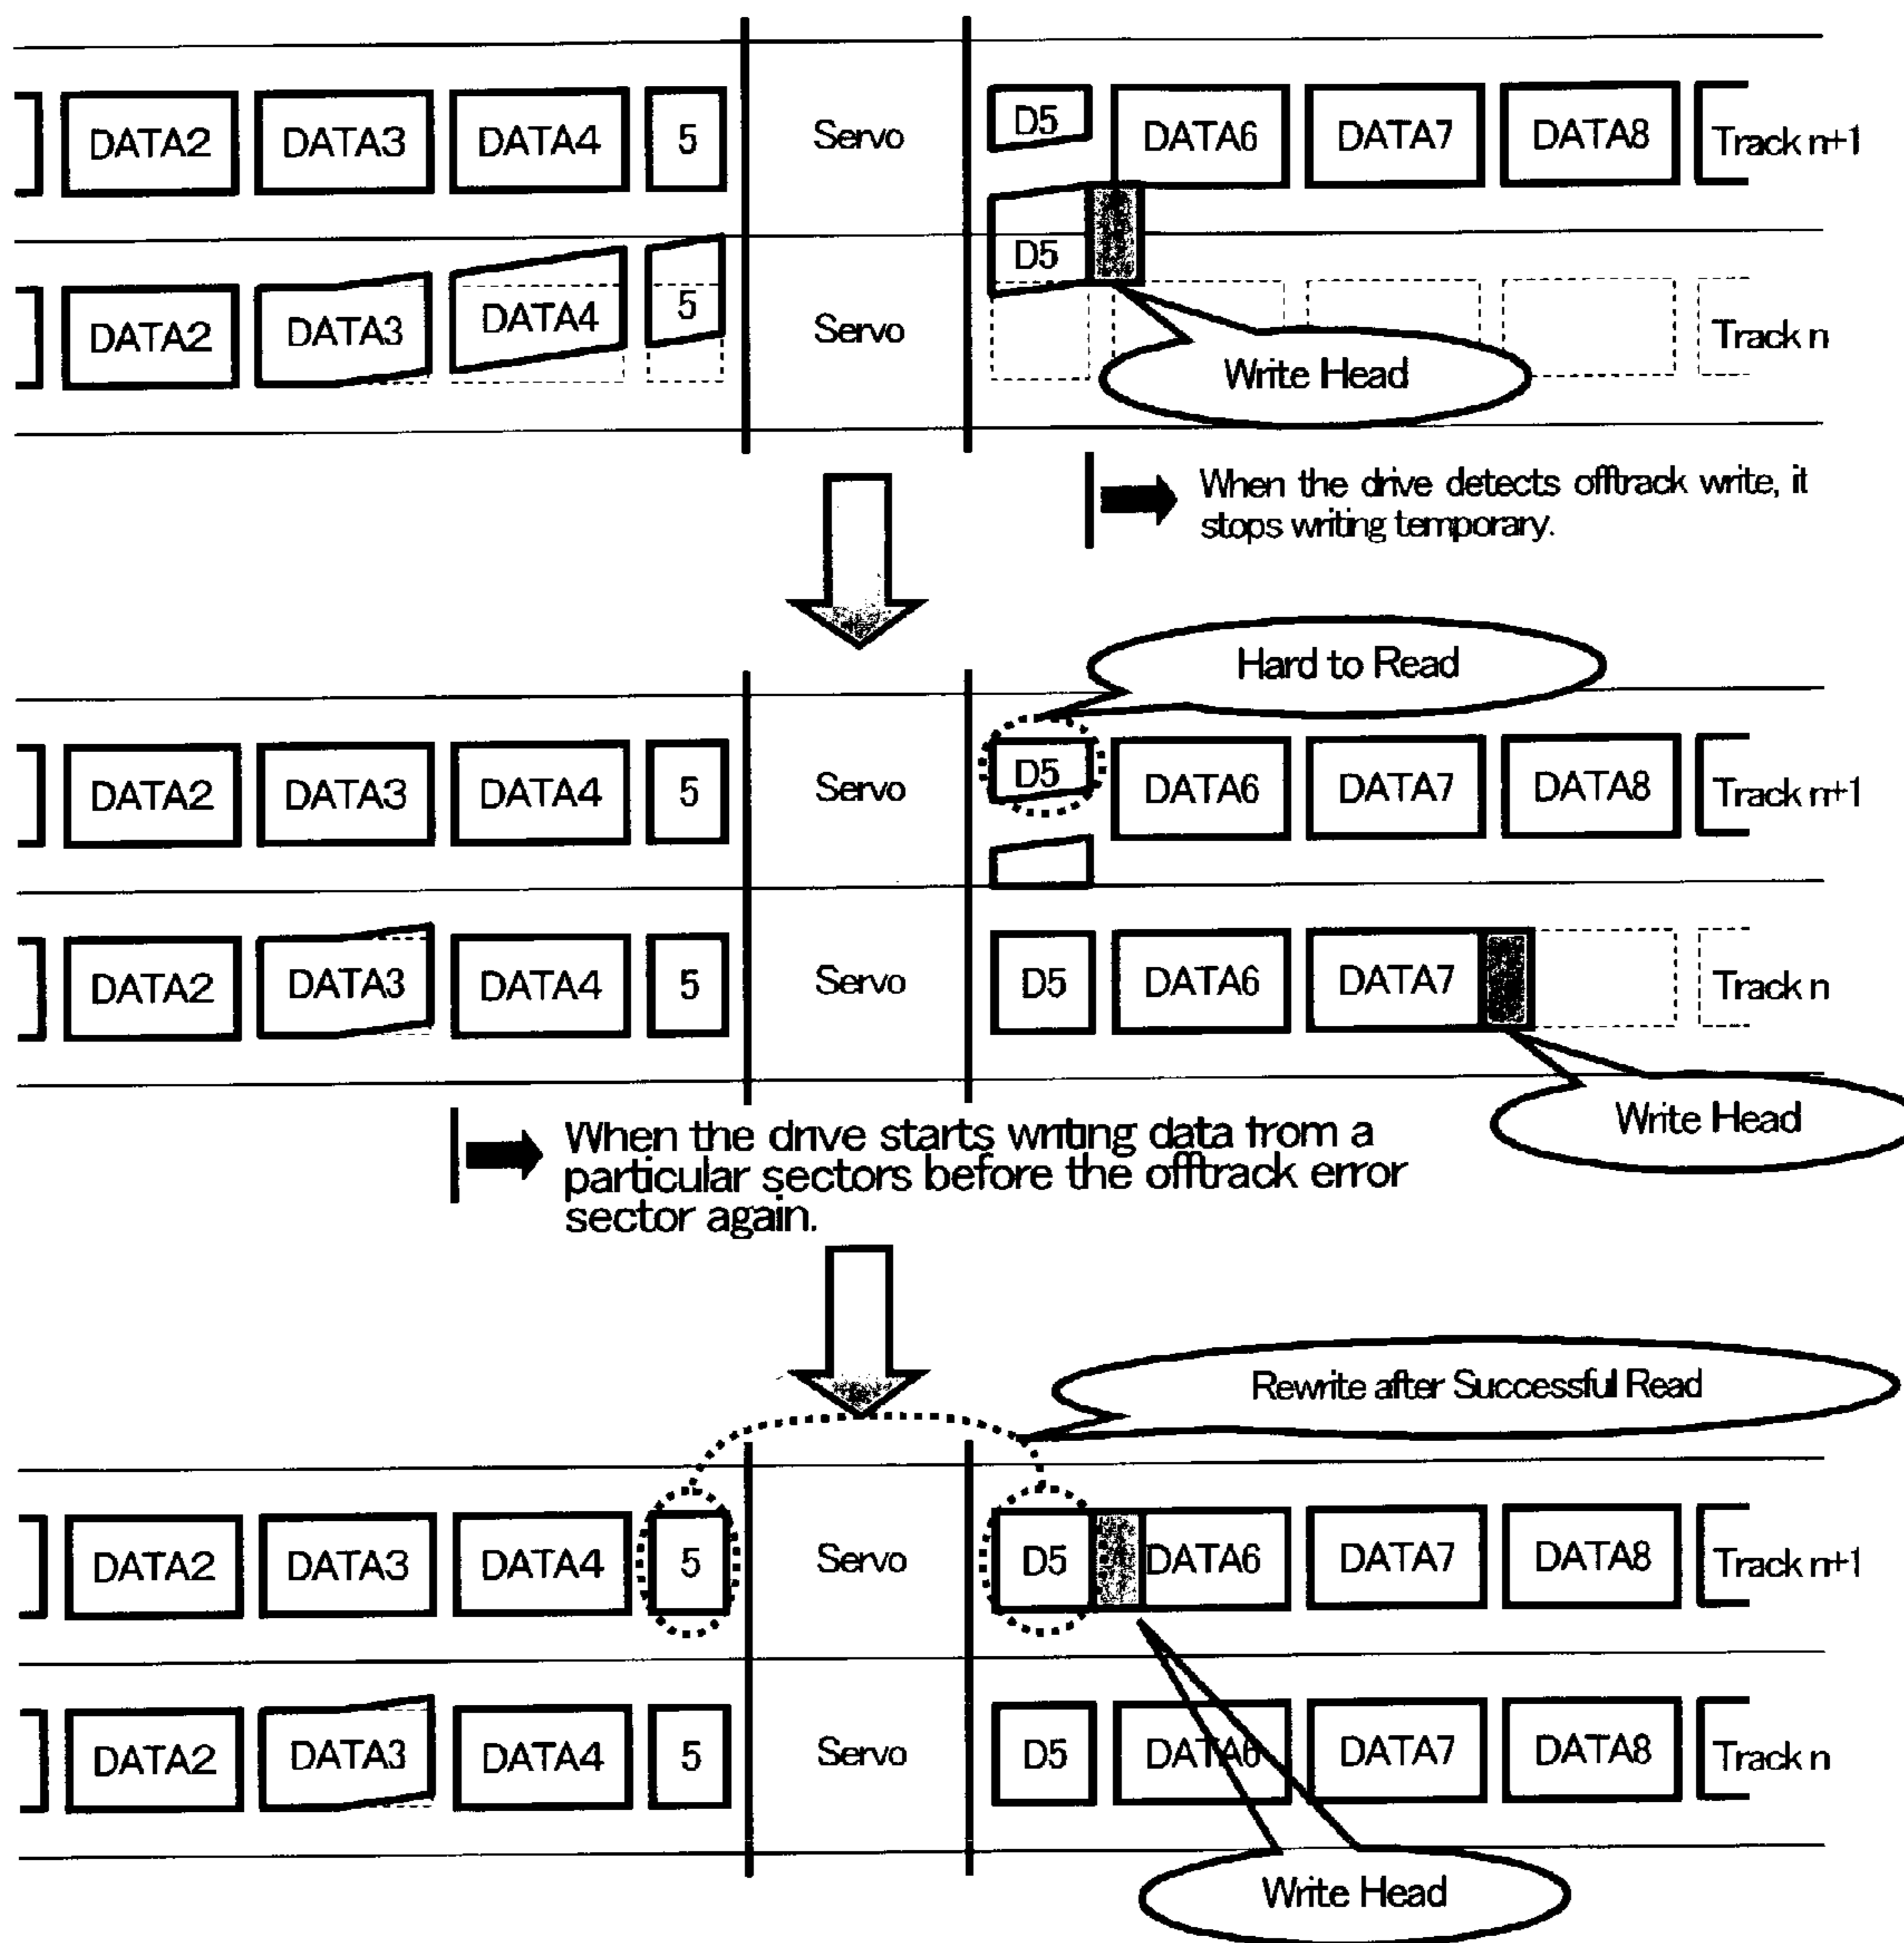 DATA2 DATA3 DATA4 5 Servo D5 DATA6 DATA7 DATA8 Track n+1
DATA2 DATA3 DATA4 5 Servo D5 Track n
Write Head
When the drive detects offtrack write, it
stops writing temporary.
Hard to Read
DATA2 DATA3 DATA4 5 Servo D5 DATA6 DATA7 DATA8 Track n+1
DATA2 DATA3 DATA4 5 Servo D5 DATA6 DATA7 Track n
Write Head
When the drive starts writing data from a
particular sectors before the offtrack error
sector again.
Rewrite after Successful Read
DATA2 DATA3 DATA4 5 Servo D5 DATA6 DATA7 DATA8 Track n+1
DATA2 DATA3 DATA4 5 Servo D5 DATA6 DATA7 DATA8 Track n
Write Head